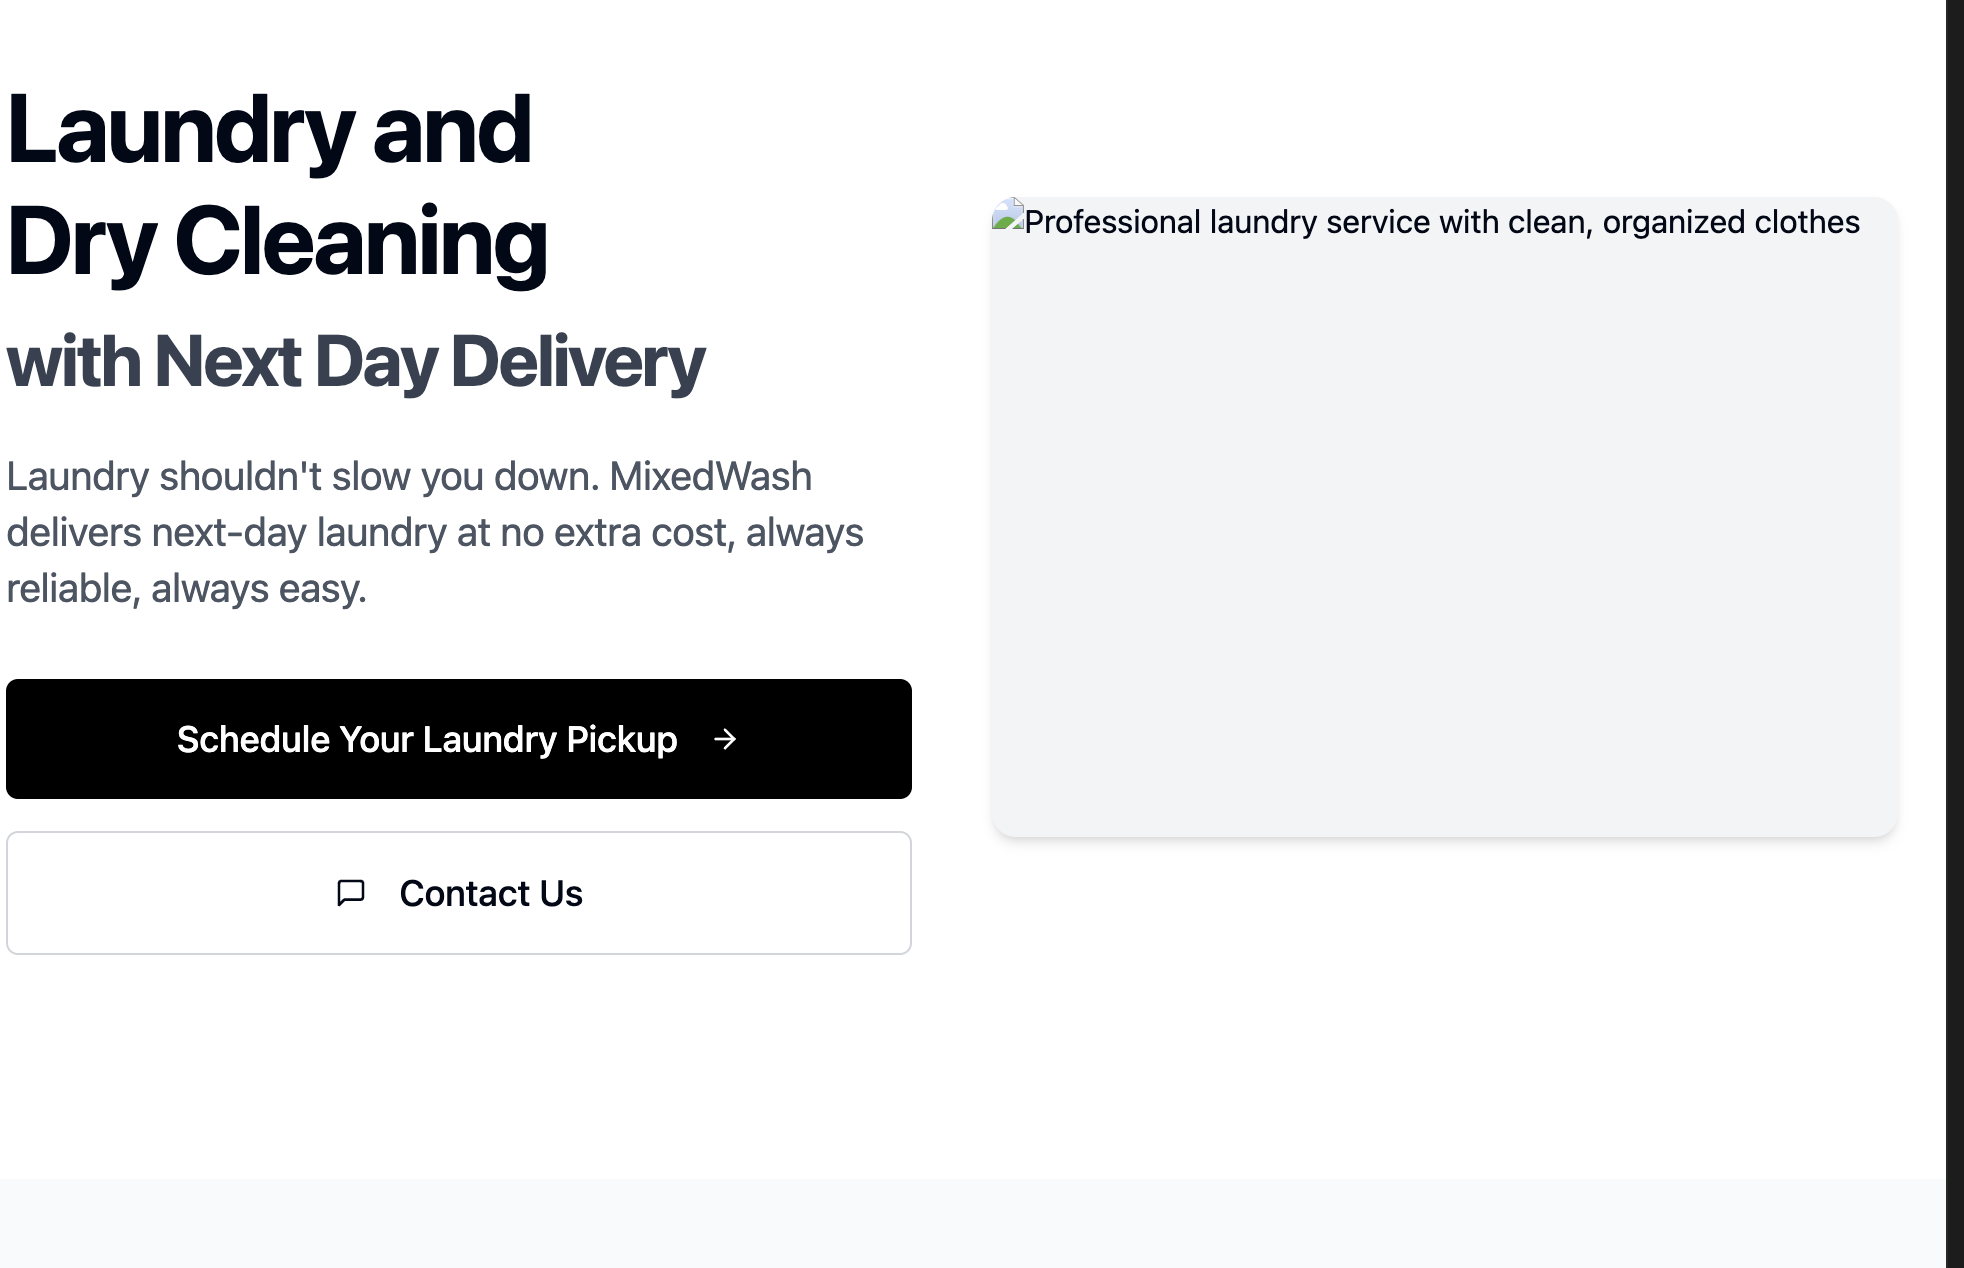 Laundry and
Dry Cleaning
with Next Day Delivery
Laundry shouldn't slow you down. MixedWash
delivers next-day laundry at no extra cost, always
reliable, always easy.
Schedule Your Laundry Pickup
Contact Us
Professional laundry service with clean, organized clothes